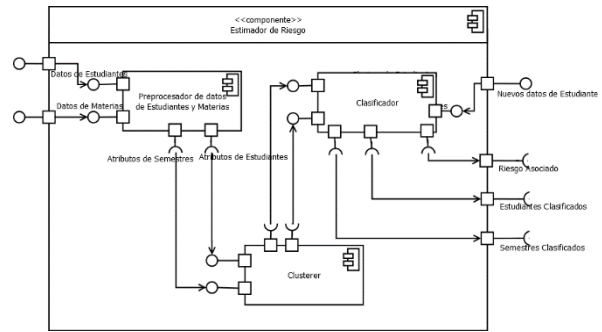 <<componente>>
Estimador de Riesgo
Datos de Estudiantes
Preprocesador de datos
de Estudiantes y Materias
Clasificador
Nuevos datos de Estudiante
Datos de Materias
Atributos de Semestres
Atributos de Estudiantes
Riesgo Asociado
Estudiantes Clasificados
Semestres Clasificados
Clusterer